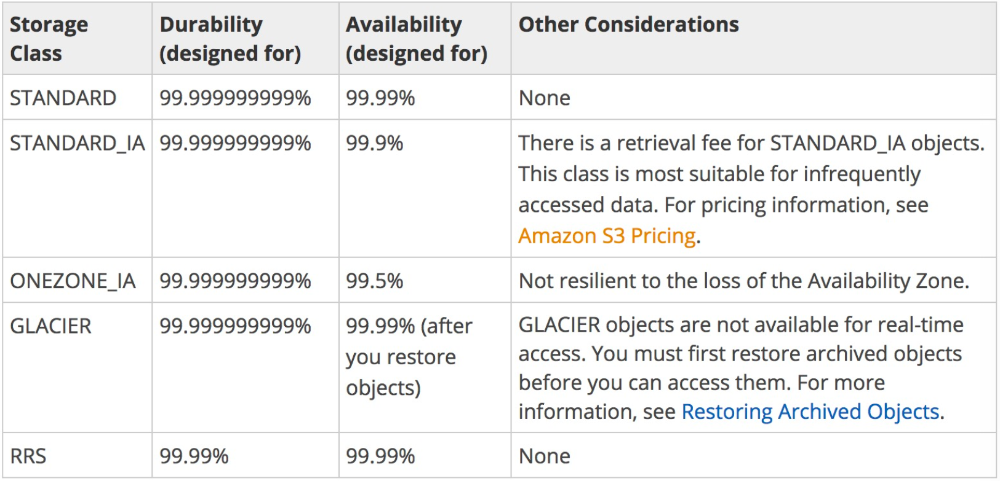 Storage Class
Durability (designed for)
Availability (designed for)
Other Considerations
STANDARD
99.999999999%
99.99%
None
STANDARD_IA
99.999999999%
99.9%
There is a retrieval fee for STANDARD_IA objects.
This class is most suitable for infrequently
accessed data. For pricing information, see
Amazon S3 Pricing.
ONEZONE_IA
99.999999999%
99.5%
Not resilient to the loss of the Availability Zone.
GLACIER
99.999999999%
99.99% (after
you restore
objects)
GLACIER objects are not available for real-time
access. You must first restore archived objects
before you can access them. For more
information, see Restoring Archived Objects.
RRS
99.99%
99.99%
None